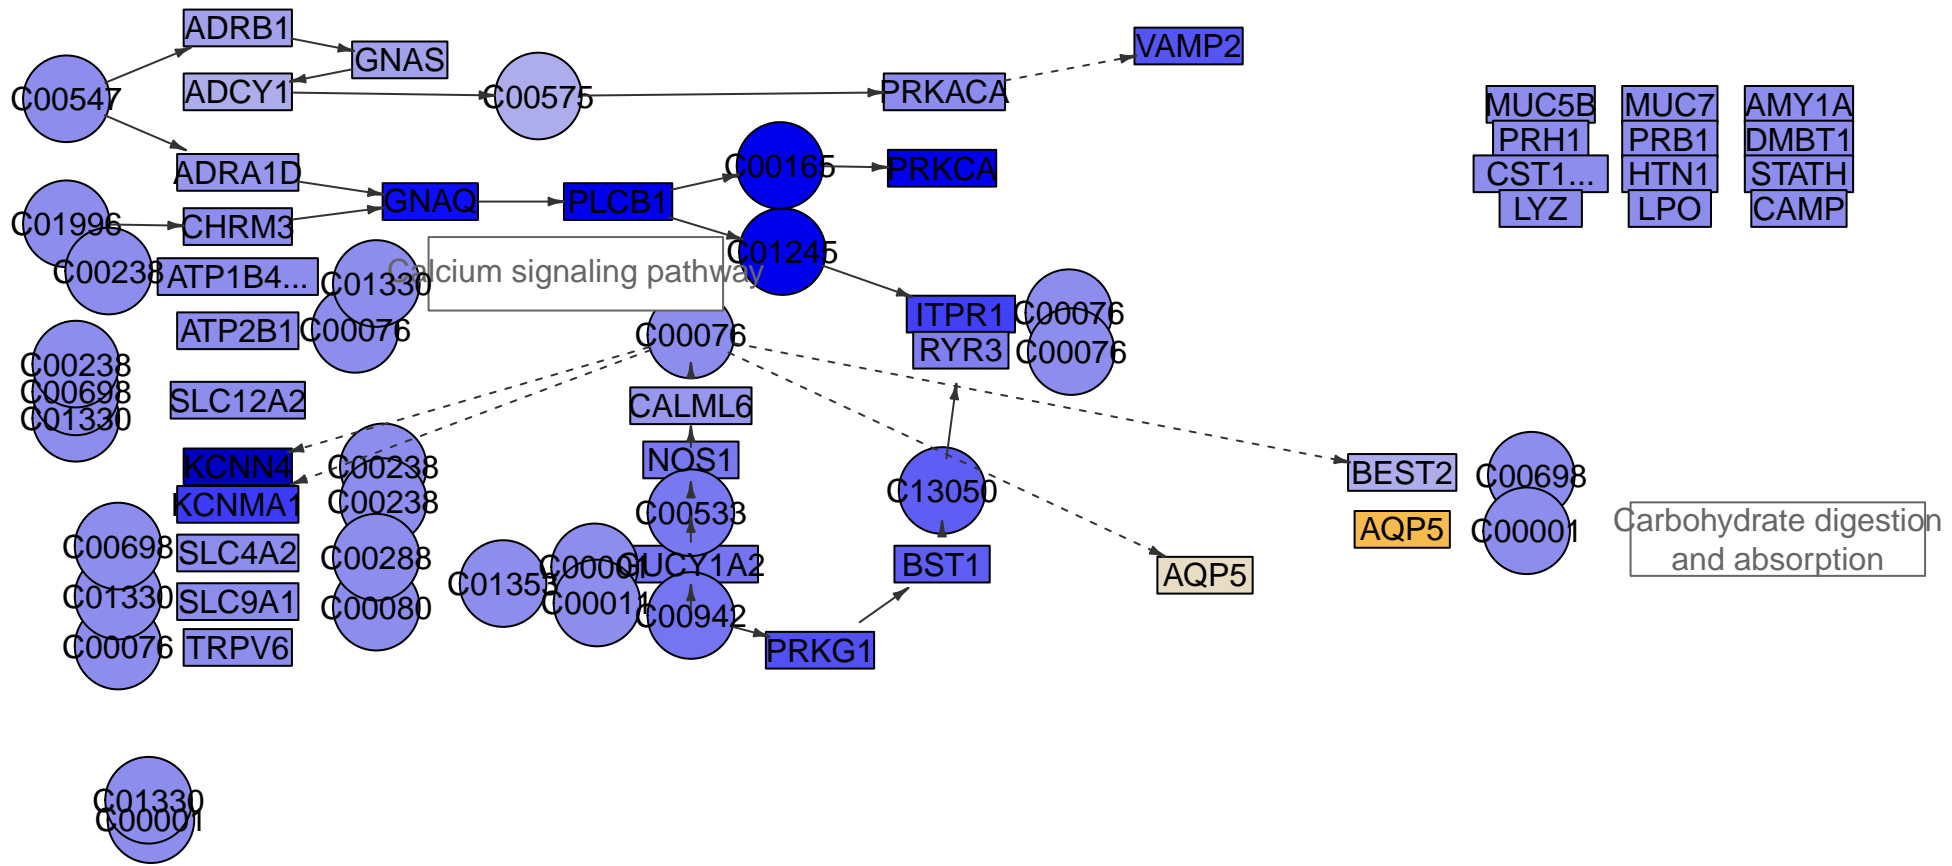 ADRB1
VAMP2
GNAS
C00547
ADCY1
C00575
PRKACA
MUC5B
MUC7
AMY1A
PRH1
PRB1
DMBT1
ADRA1D
C00165
PRKCA
CST1...
HTN1
STATH
GNAQ
PLCB1
LYZ
LPO
CAMP
C01996
CHRM3
C01245
C00238
ATP1B4...
C01330
Calcium signaling pathway
ATP2B1
C00076
C00076
ITPR1
C00076
RYR3
C00076
C00238
C00698
C01330
SLC12A2
CALML6
KCNN4
C00238
NOS1
BEST2
C00698
KCNMA1
C00238
C00533
C13050
AQP5
C00001
Carbohydrate digestion
and absorption
C00698
SLC4A2
C00288
C01353
C00001
GUCY1A2
BST1
AQP5
C01330
SLC9A1
C00080
C00011
C00942
C00076
TRPV6
PRKG1
C01330
C00001